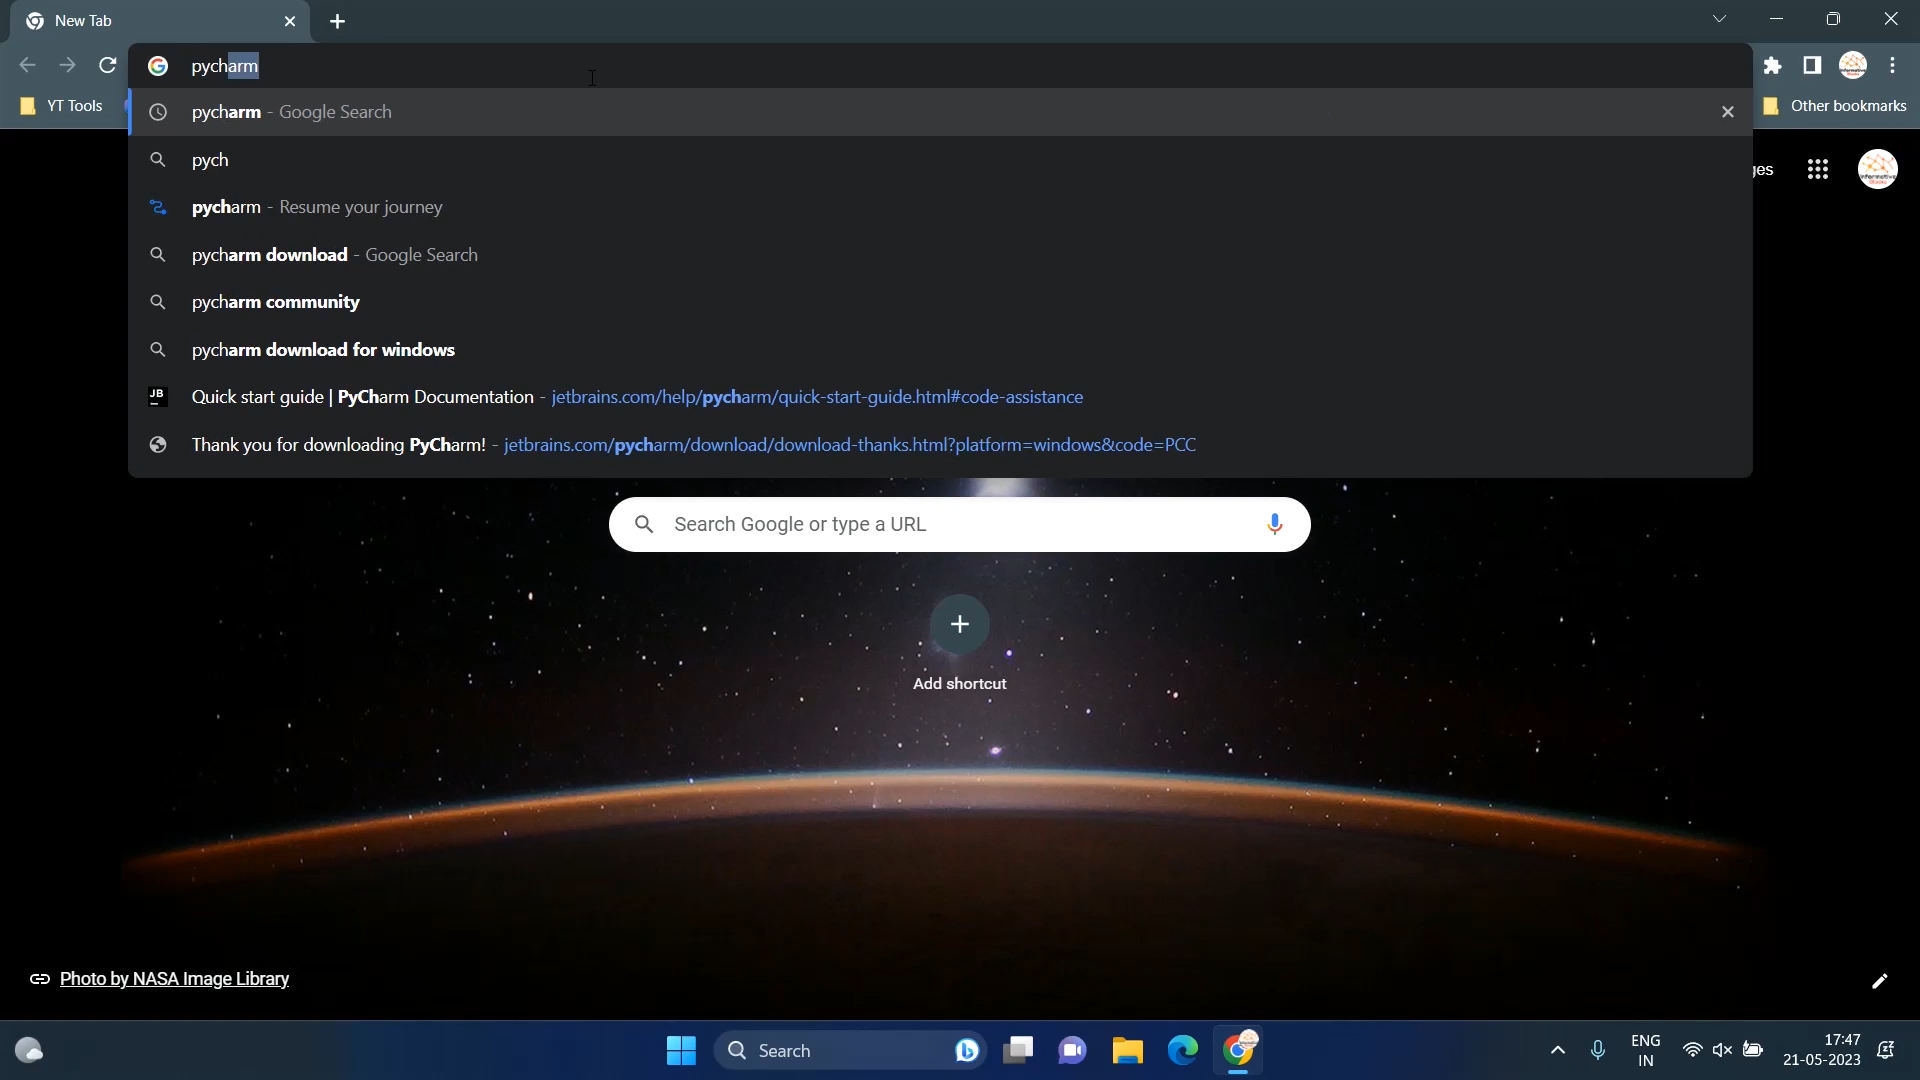 New Tab
pycharm
YT Tools
Other bookmarks
pycharm - Google Search
pych
pycharm - Resume your journey
pycharm download - Google Search
pycharm community
pycharm download for windows
JB Quick start guide | PyCharm Documentation - jetbrains.com/help/pycharm/quick-start-guide.html#code-assistance
Thank you for downloading PyCharm! - jetbrains.com/pycharm/download/download-thanks.html?platform=windows&code=PCC
Search Google or type a URL
Add shortcut
Photo by NASA Image Library
Search
ENG
IN
17:47
21-05-2023